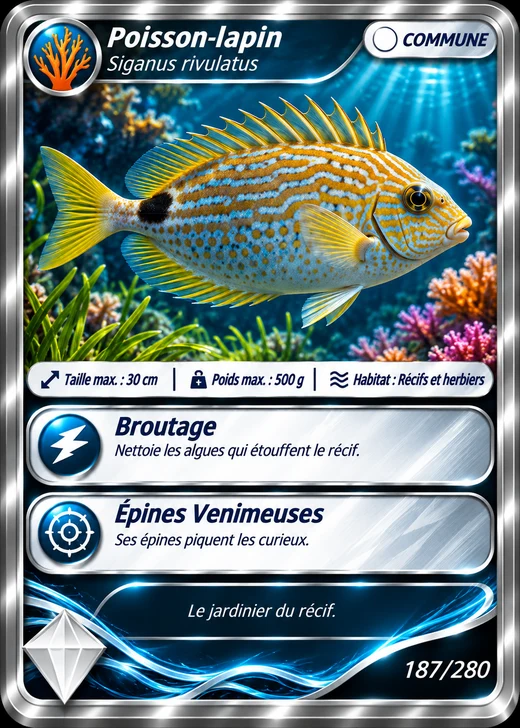 Poisson-lapin
Siganus rivulatus
COMMUNE
Taille max. : 30 cm
Poids max. : 500 g
Habitat : Récifs et herbiers
Broutage
Nettoie les algues qui étouffent le récif.
Épines Venimeuses
Ses épines piquent les curieux.
Le jardinier du récif.
187/280